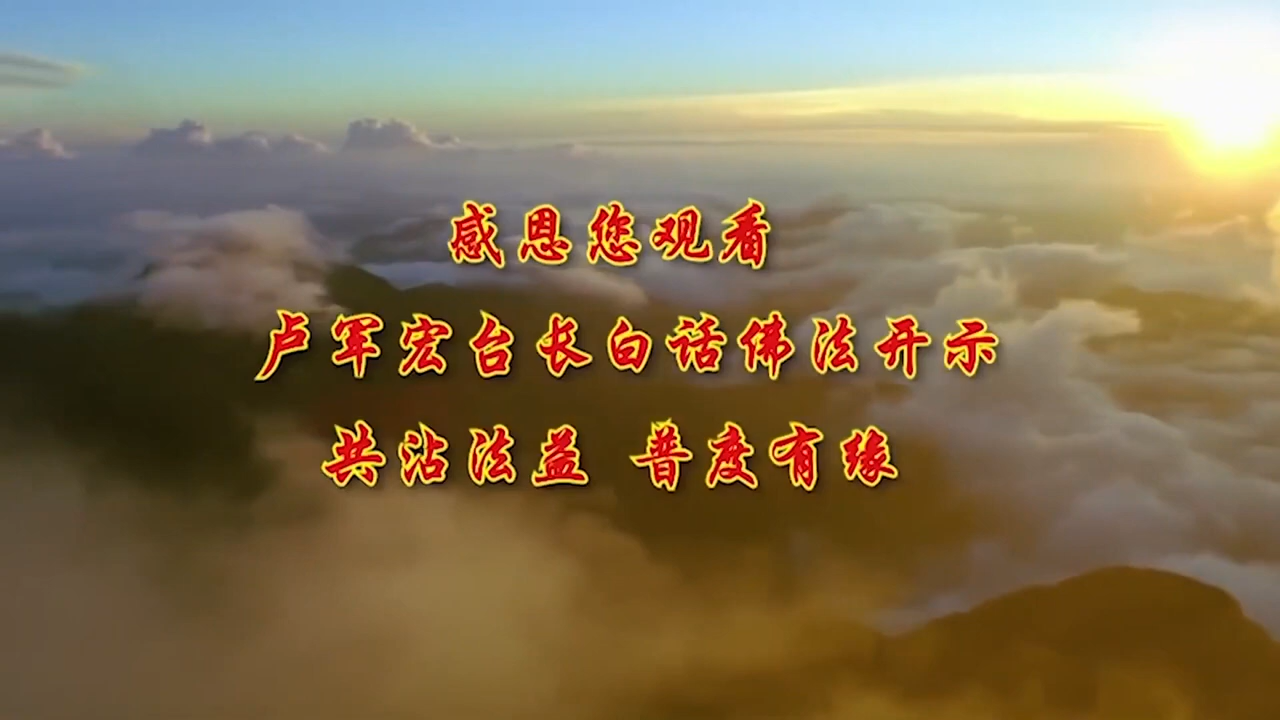 感恩您观看
卢军宏台长白话佛法开示
共沾法益 普度有缘